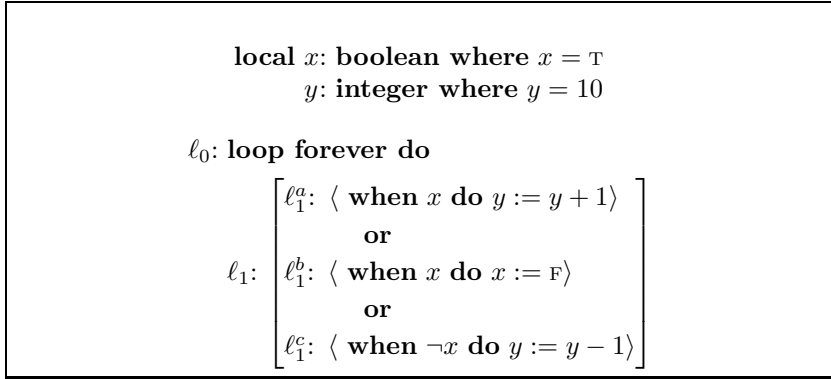 local x: boolean where x = T
y: integer where y = 10
ℓ₀: loop forever do
ℓ₁ᵃ: ⟨ when x do y := y + 1⟩
or
ℓ₁: ℓ₁ᵇ: ⟨ when x do x := F⟩
or
ℓ₁ᶜ: ⟨ when ¬x do y := y − 1⟩